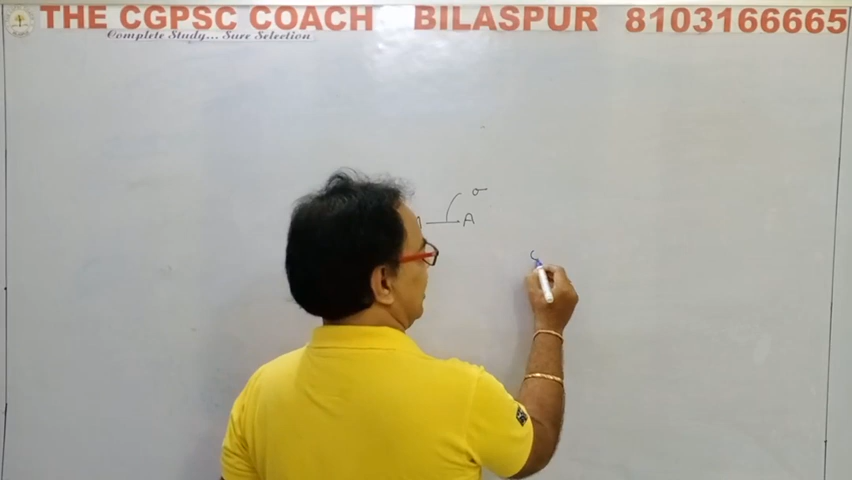 THE CGPSC COACH BILASPUR 8103166665
Complete Study... Sure Selection
σ
A